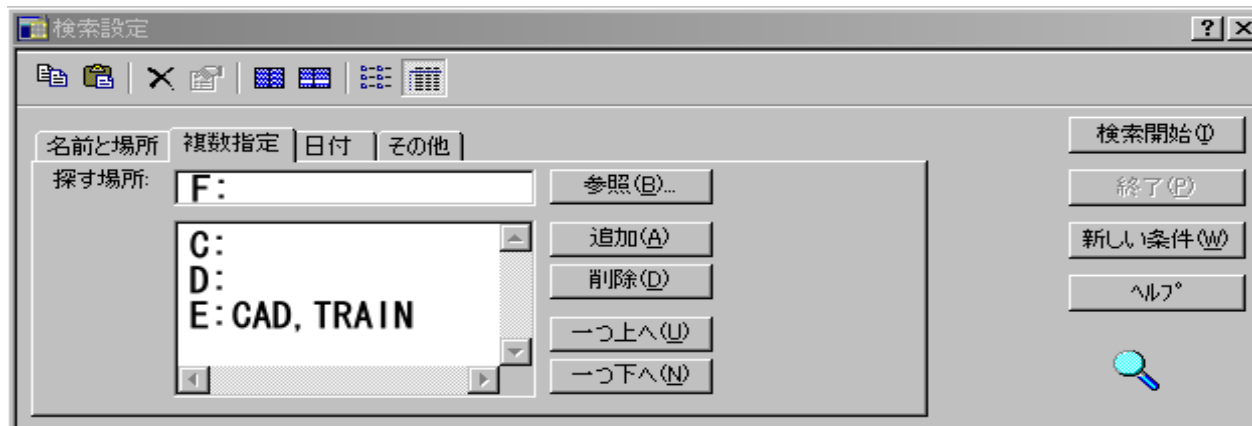 検索設定
名前と場所 複数指定 日付 その他
探す場所: F: 参照(B)...
C:
D:
E:CAD,TRAIN
追加(A)
削除(D)
一つ上へ(U)
一つ下へ(N)
検索開始(I)
終了(P)
新しい条件(W)
ヘルプ